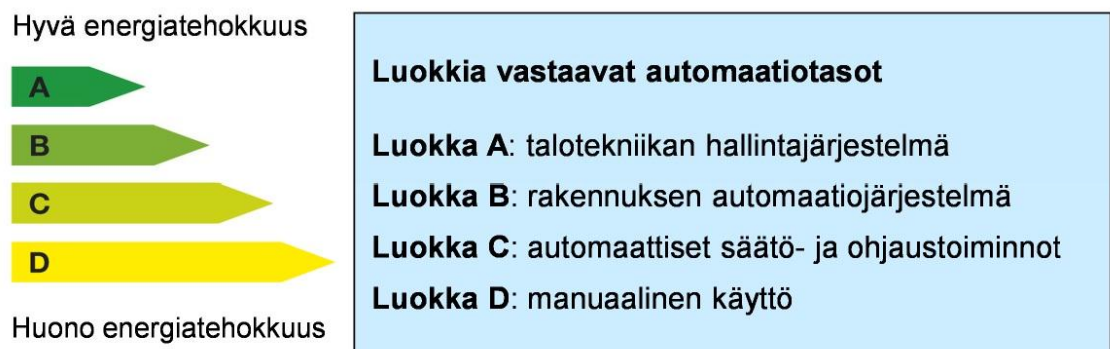 Hyvä energiatehokkuus
A
B
C
D
Huono energiatehokkuus
Luokkia vastaavat automaatiotasot
Luokka A: talotekniikan hallintajärjestelmä
Luokka B: rakennuksen automaatiojärjestelmä
Luokka C: automaattiset säätö- ja ohjaustoiminnot
Luokka D: manuaalinen käyttö